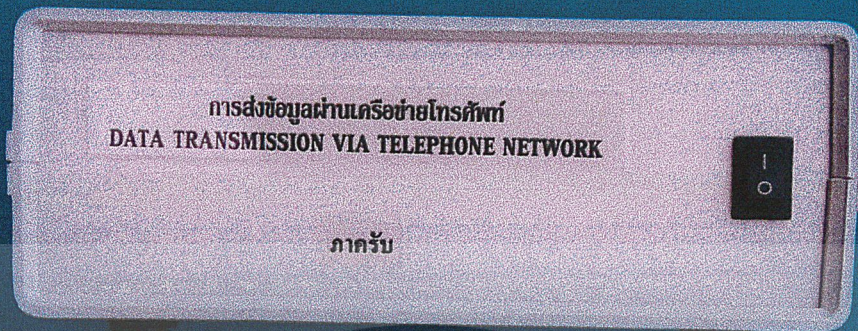 การส่งข้อมูลผ่านเครือข่ายโทรศัพท์
DATA TRANSMISSION VIA TELEPHONE NETWORK
ภาครับ